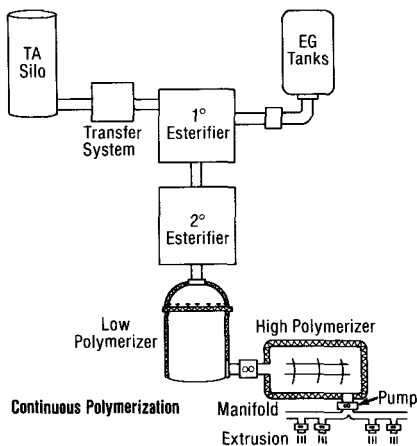 TA
Silo
EG
Tanks
Transfer
System
1°
Esterifier
2°
Esterifier
Low
Polymerizer
High Polymerizer
∞
Continuous Polymerization
Manifold
∞
Pump
Extrusion